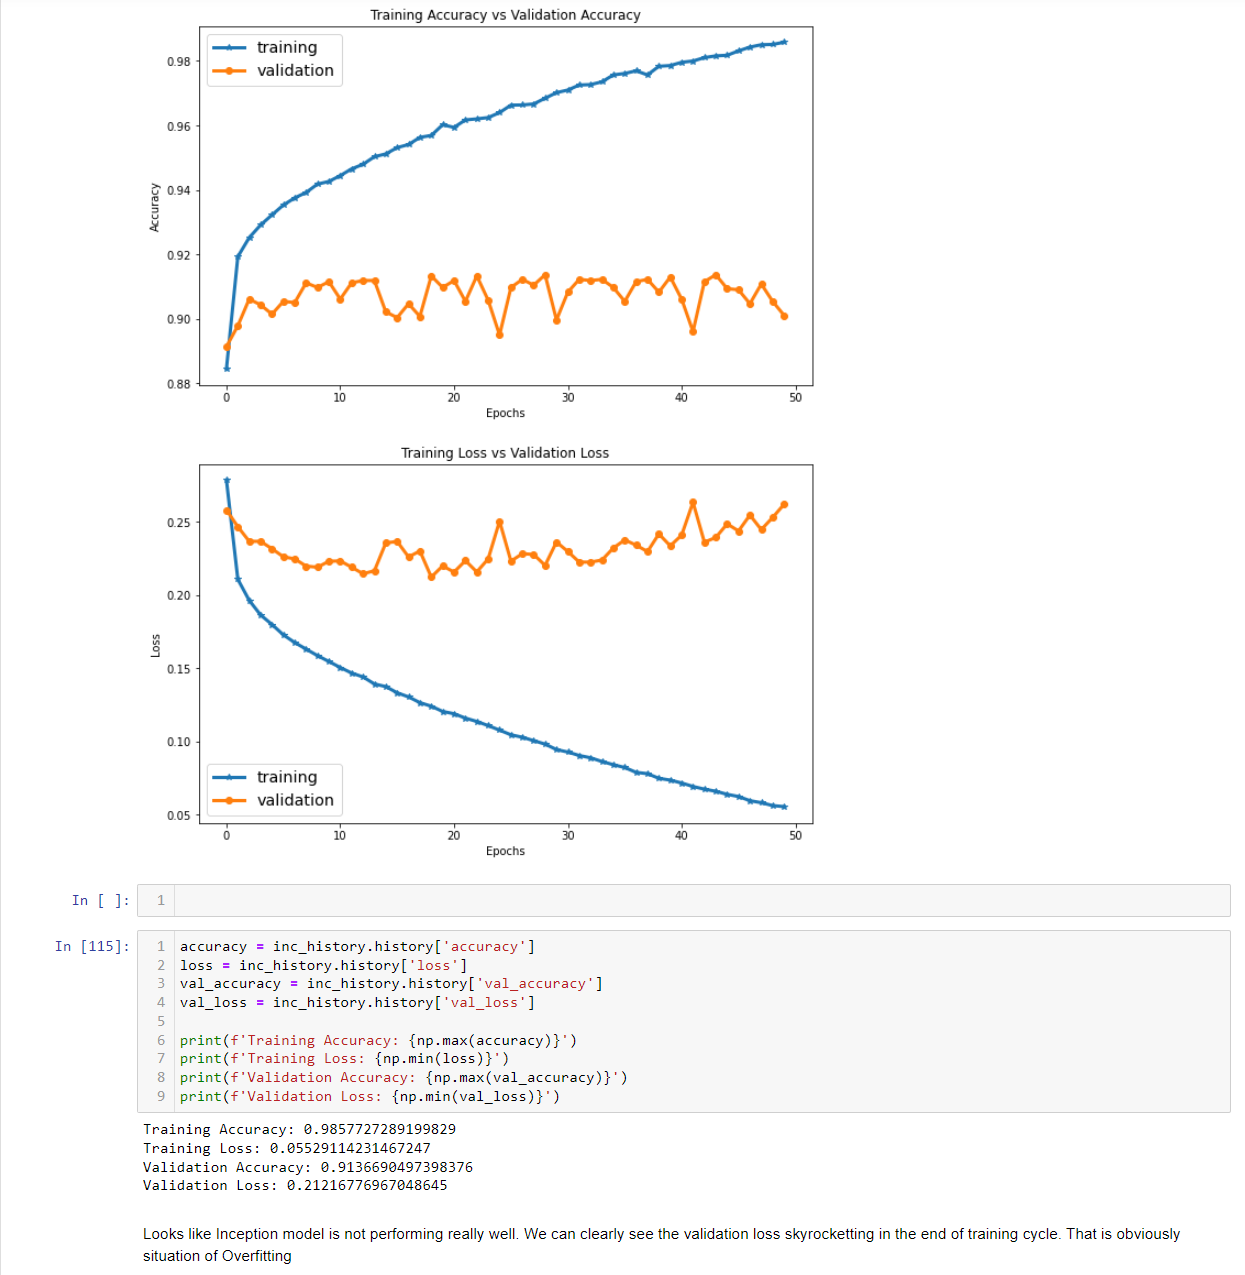 Training Accuracy vs Validation Accuracy
training
validation
0.98
0.96
0.94
0.92
0.90
0.88
Accuracy
0 10 20 30 40 50
Epochs
Training Loss vs Validation Loss
0.25
0.20
0.15
0.10
0.05
Loss
training
validation
0 10 20 30 40 50
Epochs
In [ ]: 1
In [115]: 1 accuracy = inc_history.history['accuracy']
2 loss = inc_history.history['loss']
3 val_accuracy = inc_history.history['val_accuracy']
4 val_loss = inc_history.history['val_loss']
5
6 print(f'Training Accuracy: {np.max(accuracy)}')
7 print(f'Training Loss: {np.min(loss)}')
8 print(f'Validation Accuracy: {np.max(val_accuracy)}')
9 print(f'Validation Loss: {np.min(val_loss)}')
Training Accuracy: 0.9857727289199829
Training Loss: 0.05529114231467247
Validation Accuracy: 0.9136690497398376
Validation Loss: 0.21216776967048645
Looks like Inception model is not performing really well. We can clearly see the validation loss skyrocketting in the end of training cycle. That is obviously
situation of Overfitting